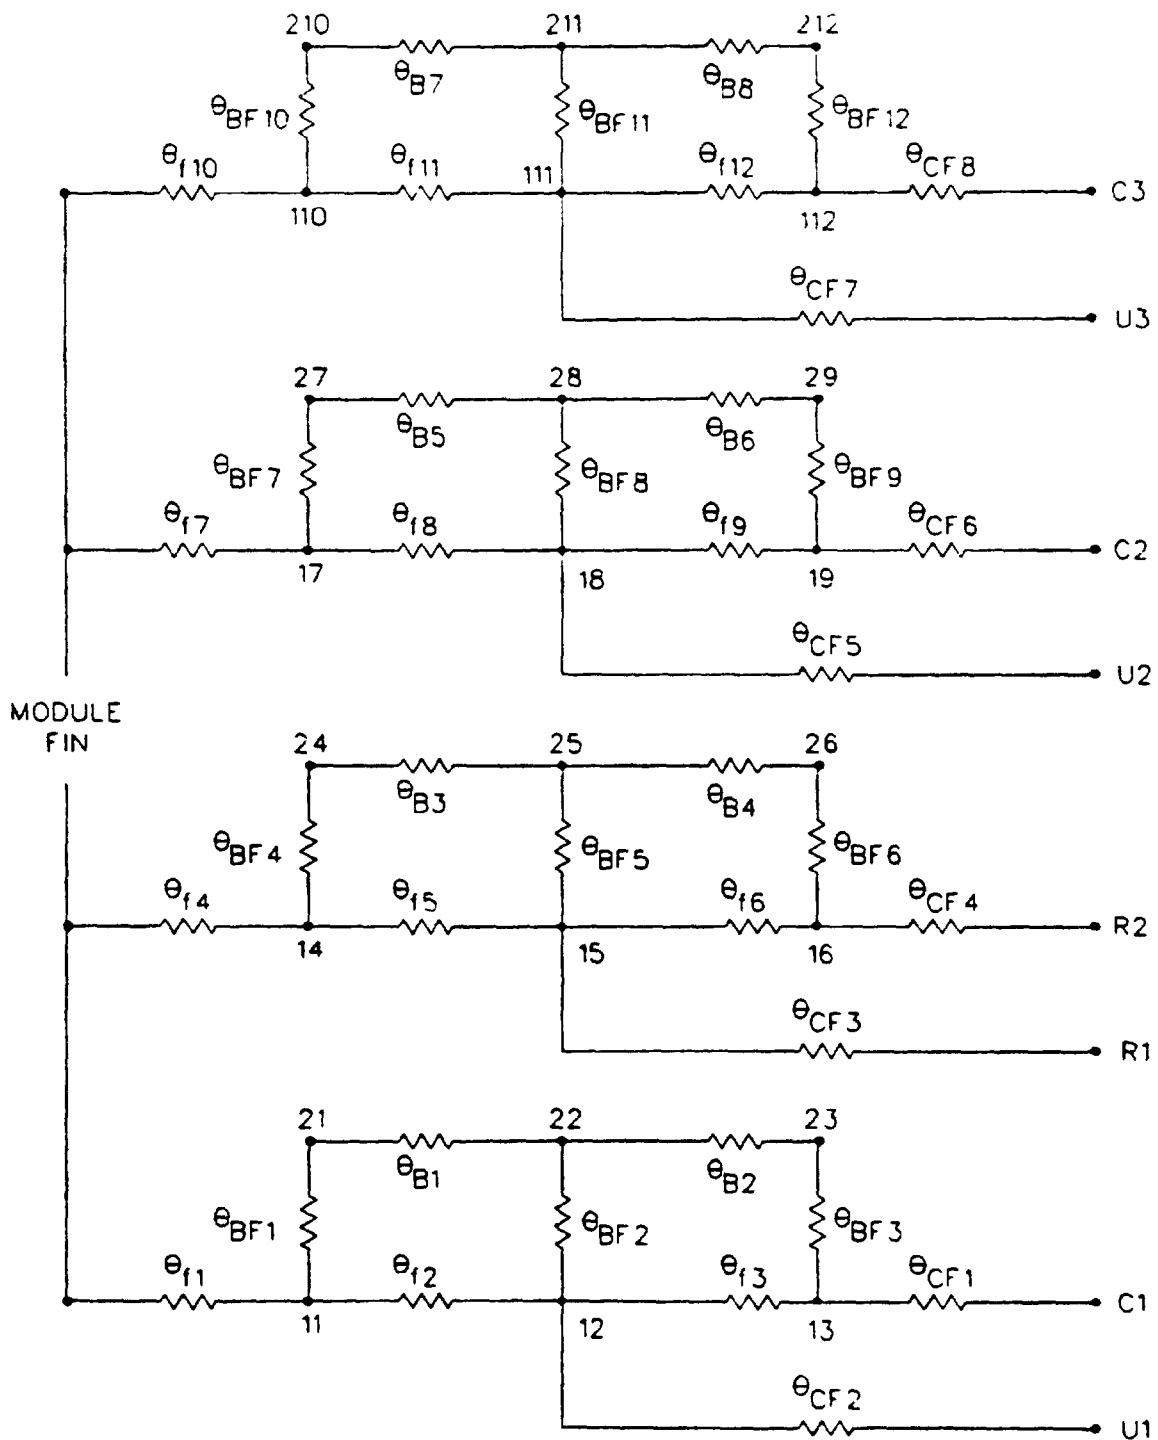 210 211 212
θB7 θB8
θBF10 θBF11 θBF12
θf10 θf11 111 θf12 θCF8 C3
110 112
θCF7 U3
27 28 29
θB5 θB6
θBF7 θBF8 θBF9
θf7 θf8 θf9 θCF6 C2
17 18 19
θCF5 U2
MODULE
FIN
24 25 26
θB3 θB4
θBF4 θBF5 θBF6
θf4 θf5 θf6 θCF4 R2
14 15 16
θCF3 R1
21 22 23
θB1 θB2
θBF1 θBF2 θBF3
θf1 θf2 θf3 θCF1 C1
11 12 13
θCF2 U1